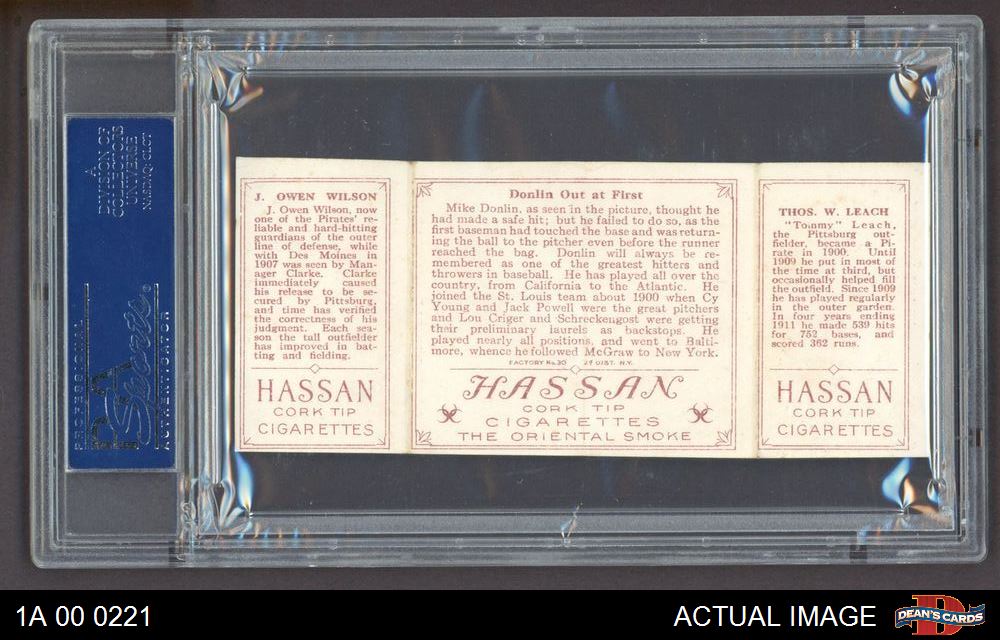 A
DIVISION OF
COLLECTORS
UNIVERSE
NASDAQ: CLCT
PROFESSIONAL
Sports
AUTHENTICATOR
J. OWEN WILSON
J. Owen Wilson, now
one of the Pirates' re-
liable and hard-hitting
guardians of the outer
line of defense, while
with Des Moines in
1907 was seen by Man-
ager Clarke. Clarke
immediately caused
his release to be se-
cured by Pittsburg,
and time has verified
the correctness of his
judgment. Each sea-
son the tall outfielder
has improved in bat-
ting and fielding.
HASSAN
CORK TIP
CIGARETTES
Donlin Out at First
Mike Donlin, as seen in the picture, thought he
had made a safe hit; but he failed to do so, as the
first baseman had touched the base and was return-
ing the ball to the pitcher even before the runner
reached the bag. Donlin will always be re-
membered as one of the greatest hitters and
throwers in baseball. He has played all over the
country, from California to the Atlantic. He
joined the St. Louis team about 1900 when Cy
Young and Jack Powell were the great pitchers
and Lou Criger and Schreckengost were getting
their preliminary laurels as backstops. He
played nearly all positions, and went to Balti-
more, whence he followed McGraw to New York.
FACTORY No.30 2d DIST. N.Y.
HASSAN
CORK TIP
CIGARETTES
THE ORIENTAL SMOKE
THOS. W. LEACH
"Tommy" Leach,
the Pittsburg out-
fielder, became a Pi-
rate in 1900. Until
1909 he put in most of
the time at third, but
occasionally helped fill
the outfield. Since 1909
he has played regularly
in the outer garden.
In four years ending
1911 he made 539 hits
for 752 bases, and
scored 362 runs.
HASSAN
CORK TIP
CIGARETTES
1A 00 0221
ACTUAL IMAGE
D
DEAN'S CARDS